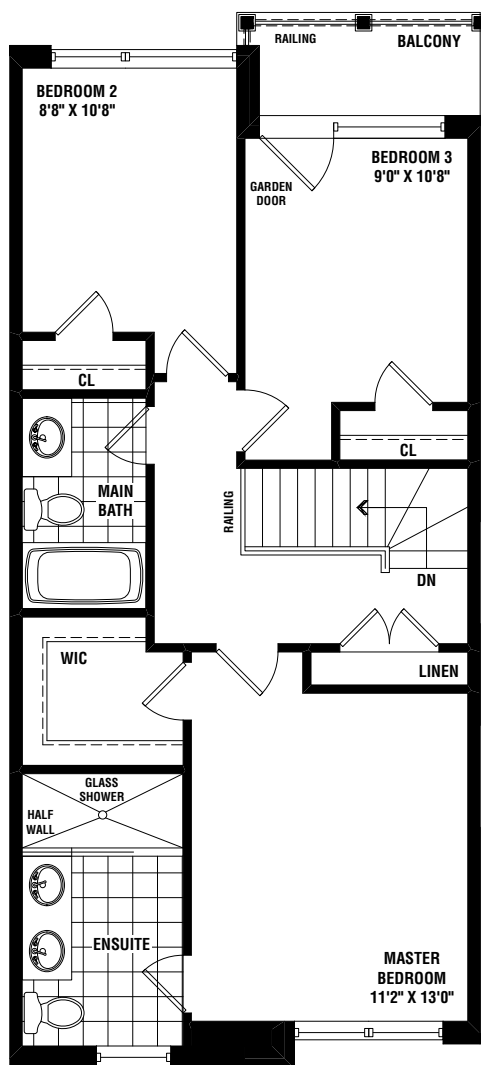 RAILING
BALCONY
BEDROOM 2
8'8" X 10'8"
BEDROOM 3
9'0" X 10'8"
GARDEN
DOOR
CL
CL
MAIN
BATH
RAILING
DN
WIC
LINEN
GLASS
SHOWER
HALF
WALL
ENSUITE
MASTER
BEDROOM
11'2" X 13'0"